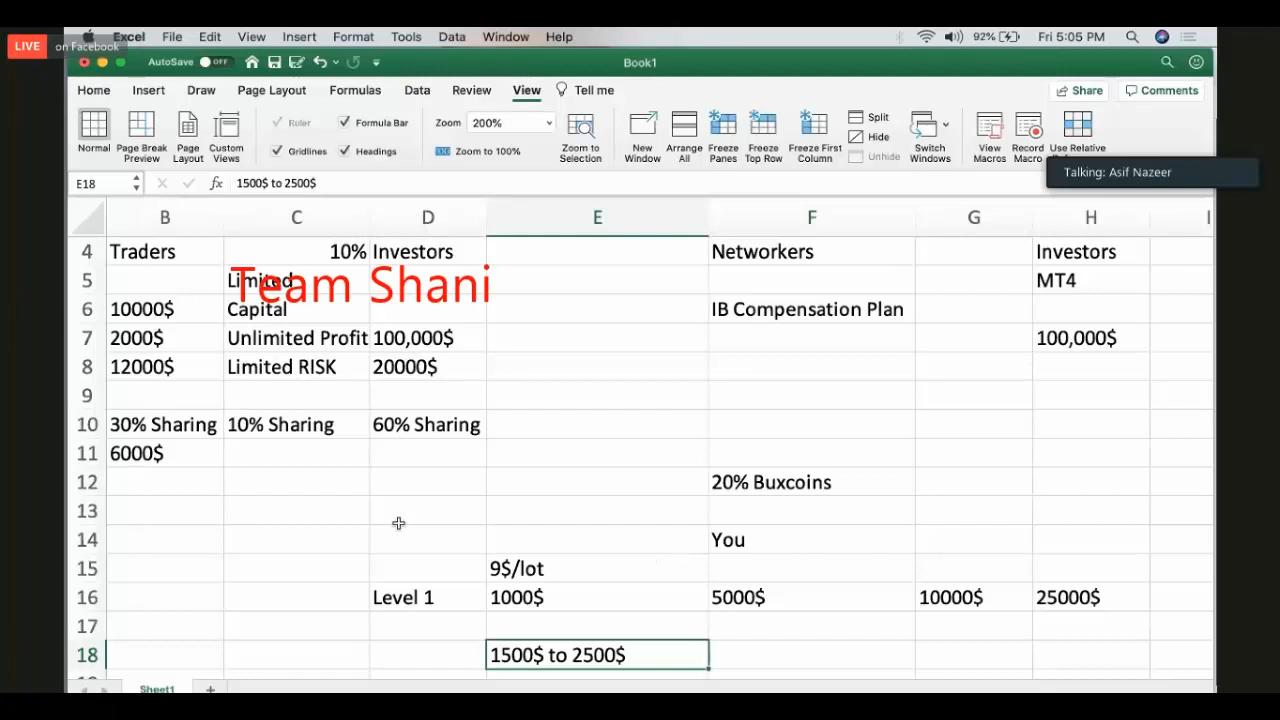 LIVE on Facebook
Excel File Edit View Insert Format Tools Data Window Help 92% Fri 5:05 PM
AutoSave OFF Book1
Home Insert Draw Page Layout Formulas Data Review View Tell me Share Comments
Normal Page Break Preview Page Layout Custom Views Ruler Formula Bar Gridlines Headings Zoom 200% Zoom to 100% Zoom to Selection New Window Arrange All Freeze Panes Freeze Top Row Freeze First Column Split Hide Unhide Switch Windows View Macros Record Macro Use Relative
Talking: Asif Nazeer
E18 fx 1500$ to 2500$
B C D E F G H I
4 Traders 10% Investors Networkers Investors
5 Limited MT4
Team Shani
6 10000$ Capital IB Compensation Plan
7 2000$ Unlimited Profit 100,000$ 100,000$
8 12000$ Limited RISK 20000$
9
10 30% Sharing 10% Sharing 60% Sharing
11 6000$
12 20% Buxcoins
13
14 You
15 9$/lot
16 Level 1 1000$ 5000$ 10000$ 25000$
17
18 1500$ to 2500$
Sheet1 +